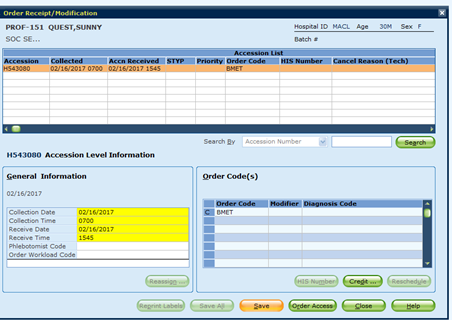 Order Receipt/Modification
PROF-151 QUEST,SUNNY Hospital ID MACL Age 30M Sex F
SOC SE... Batch #
Accession List
Accession Collected Accn Received STYP Priority Order Code HIS Number Cancel Reason (Tech)
H543080 02/16/2017 0700 02/16/2017 1545 BMET
Search By Accession Number Search
H543080 Accession Level Information
General Information
02/16/2017
Collection Date 02/16/2017
Collection Time 0700
Receive Date 02/16/2017
Receive Time 1545
Phlebotomist Code
Order Workload Code
Reassign ...
Order Code(s)
Order Code Modifier Diagnosis Code
C BMET
HIS Number Credit ... Reschedule
Reprint Labels Save All Save Order Access Close Help